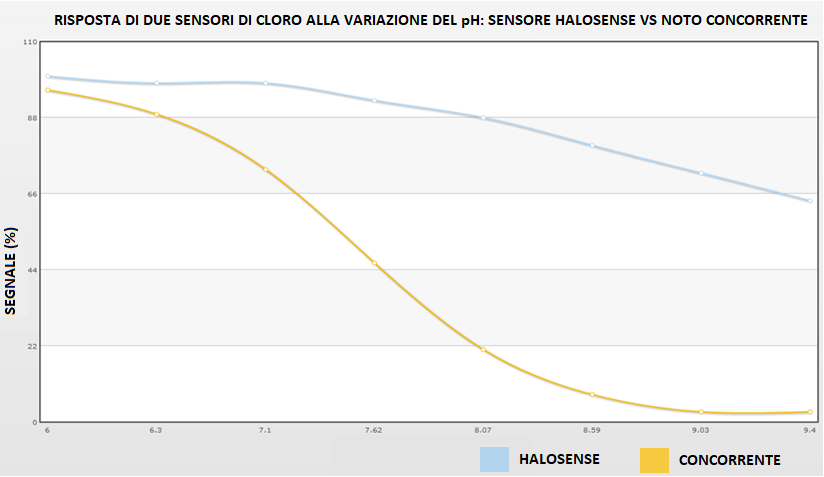 RISPOSTA DI DUE SENSORI DI CLORO ALLA VARIAZIONE DEL pH: SENSORE HALOSENSE VS NOTO CONCORRENTE
110
88
66
44
22
0
SEGNALE (%)
6 6.3 7.1 7.62 8.07 8.59 9.03 9.4
HALOSENSE CONCORRENTE